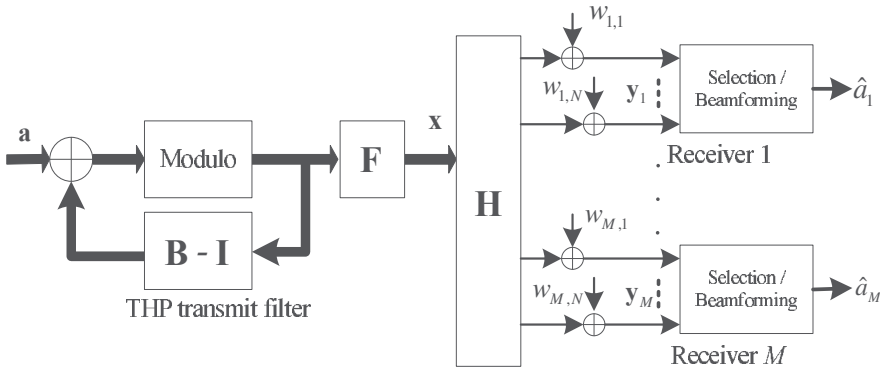 a
Modulo
B - I
THP transmit filter
F
x
H
w1,1
w1,N
y1
Selection /
Beamforming
â1
Receiver 1
wM,1
wM,N
yM
Selection /
Beamforming
âM
Receiver M